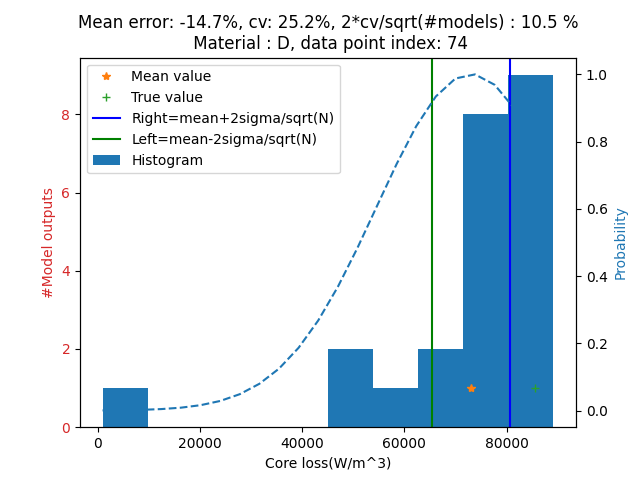 Mean error: -14.7%, cv: 25.2%, 2*cv/sqrt(#models) : 10.5 %
Material : D, data point index: 74
Mean value
True value
Right=mean+2sigma/sqrt(N)
Left=mean-2sigma/sqrt(N)
Histogram
#Model outputs
8
6
4
2
0
1.0
0.8
0.6
0.4
0.2
0.0
Probability
0 20000 40000 60000 80000
Core loss(W/m^3)